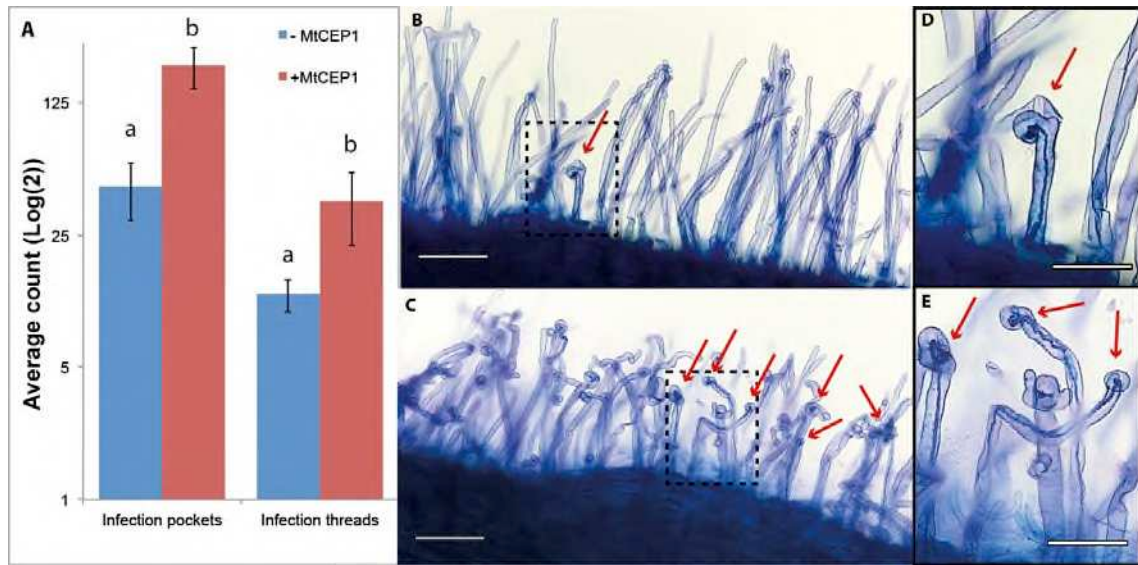 A
Average count (Log(2))
125
25
5
1
a
b
a
b
- MtCEP1
+MtCEP1
Infection pockets
Infection threads
B
C
D
E